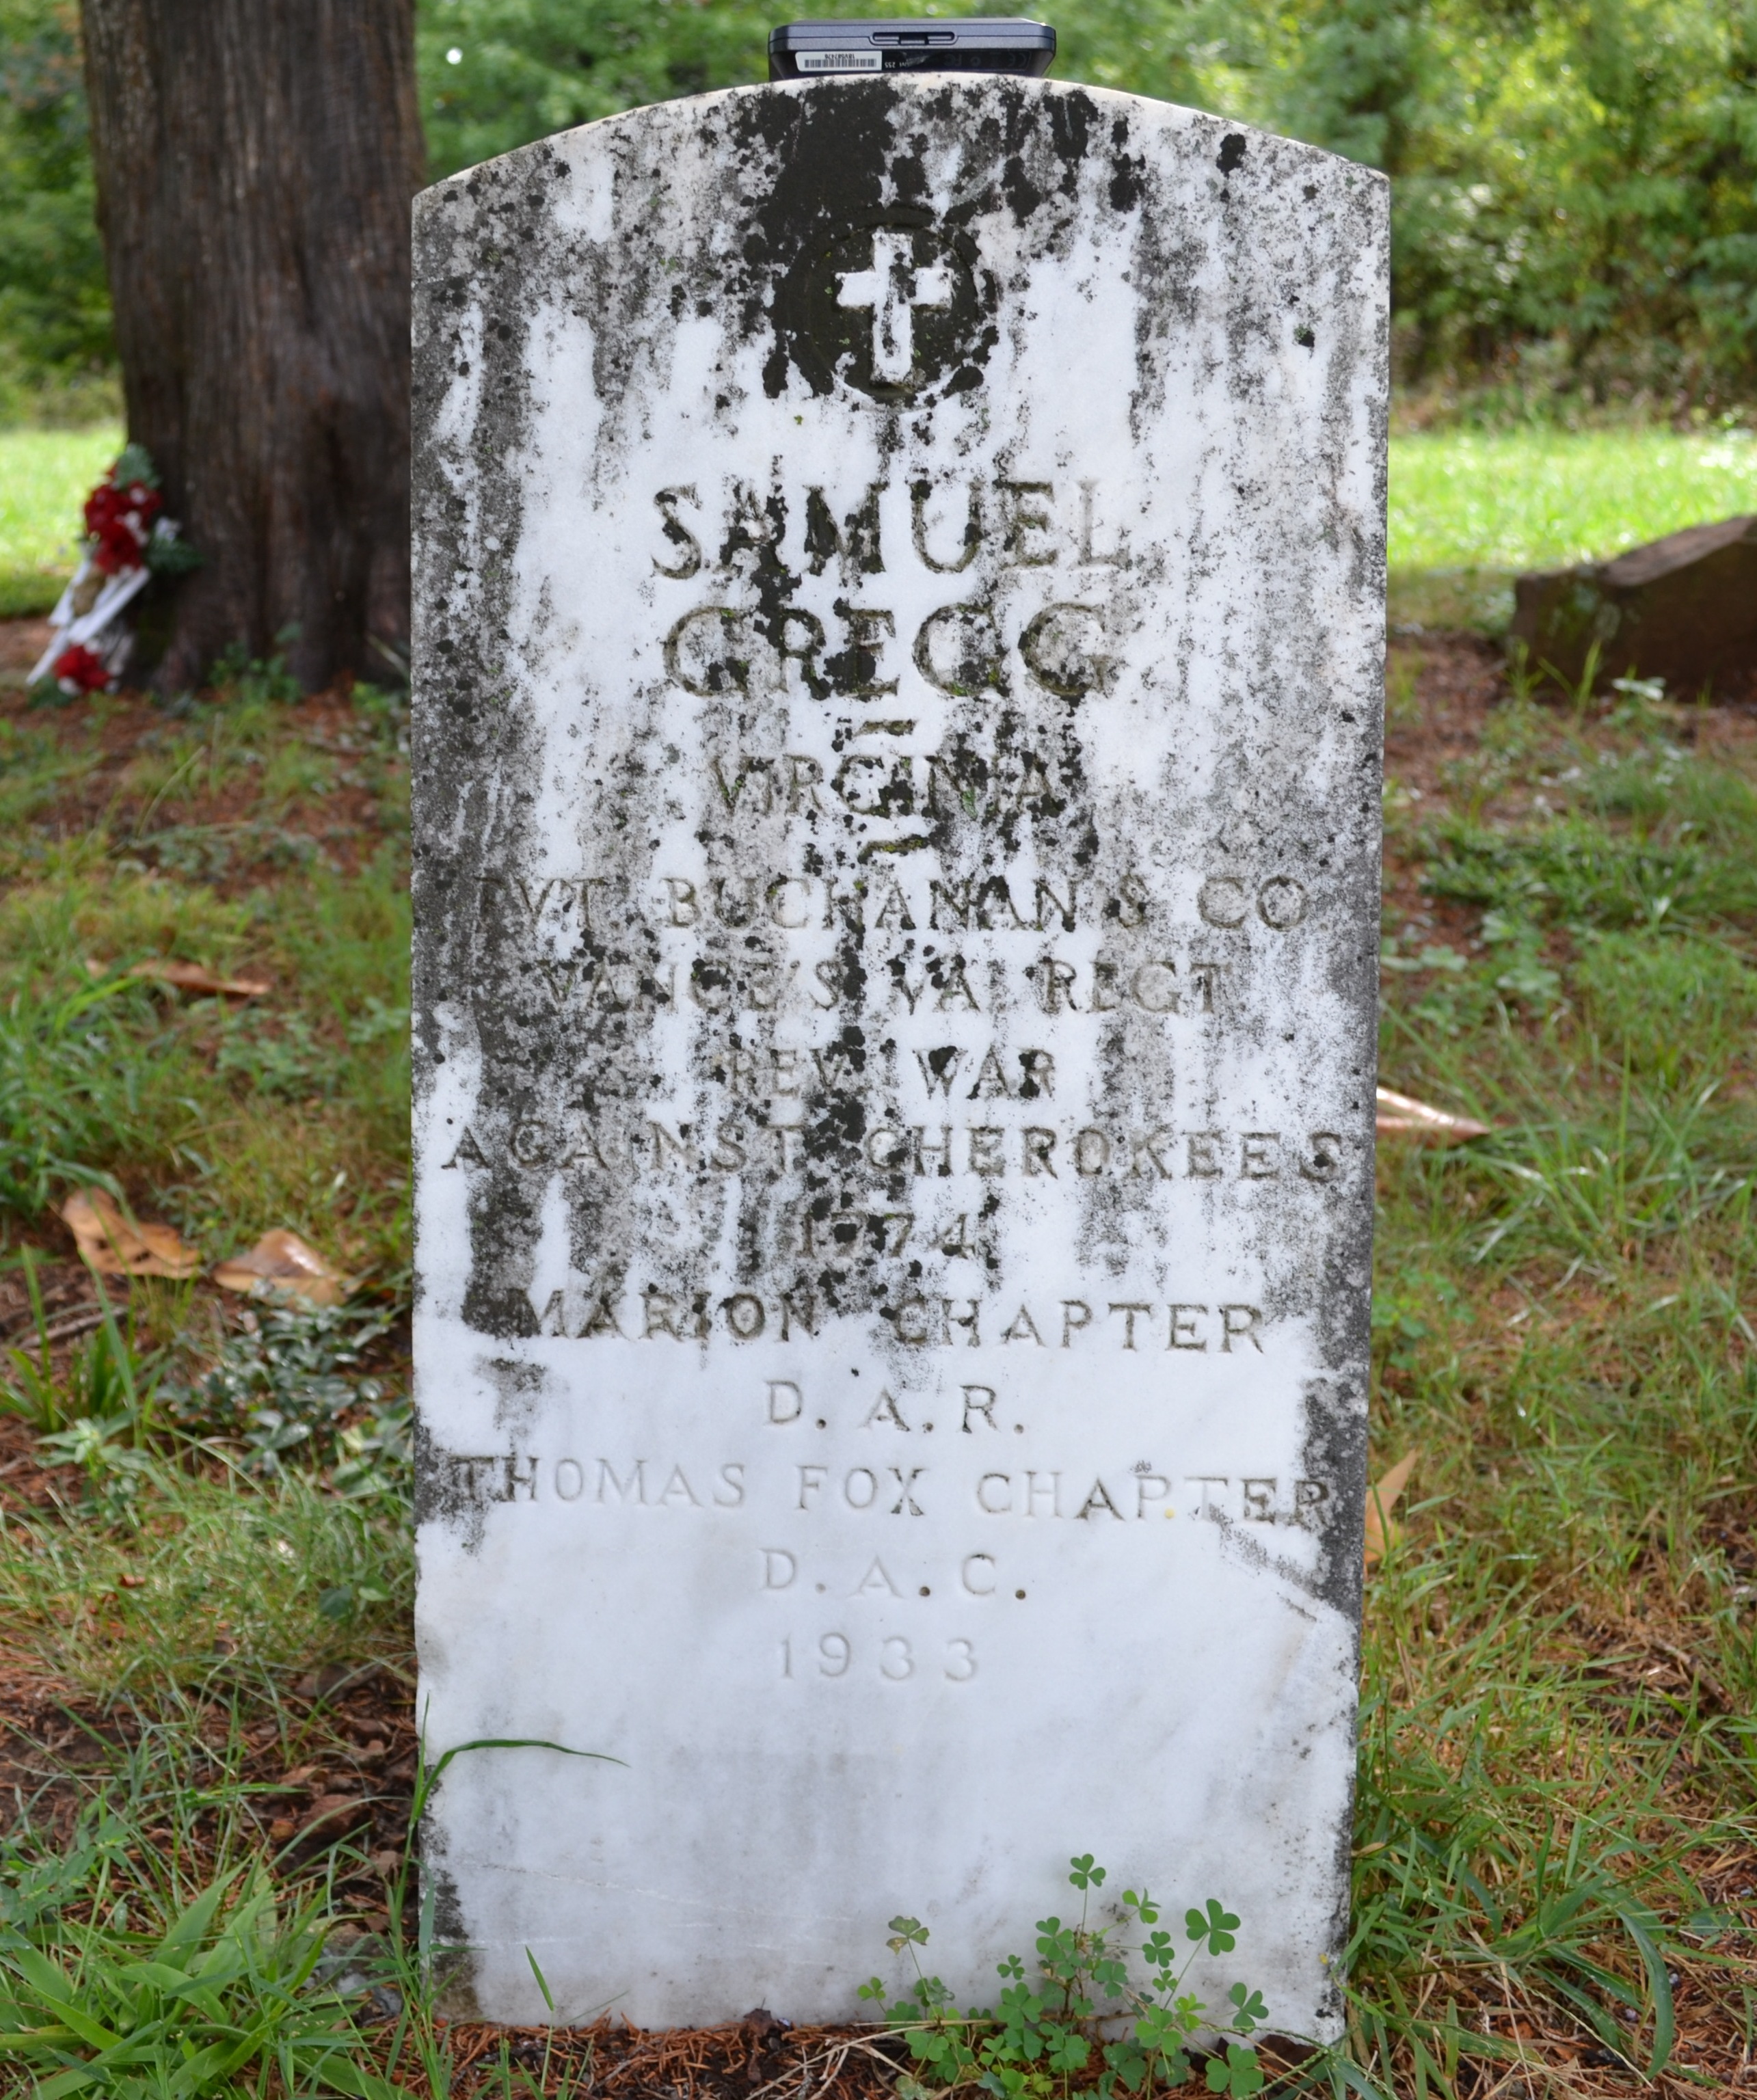 SAMUEL
GREGG
VIRGINIA
PVT. BUCHANAN'S CO.
VANCE'S VA. REGT
REV. WAR
AGAINST CHEROKEES
1774
MARION CHAPTER
D. A. R.
THOMAS FOX CHAPTER
D. A. C.
1933